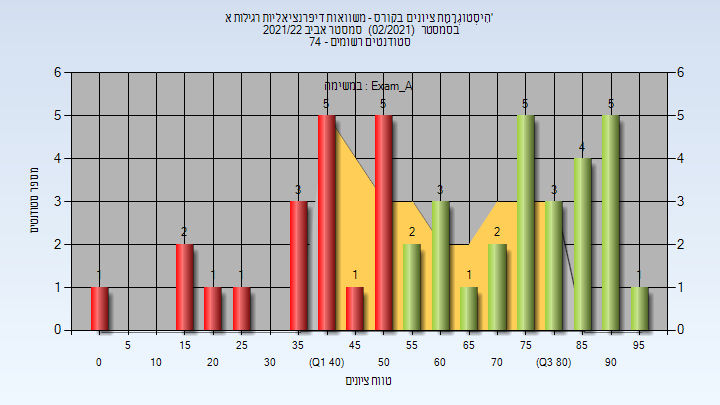 היסטוגרמת ציונים בקורס - משוואות דיפרנציאליות רגילות א'
בסמסטר (02/2021) סמסטר אביב 2021/22
סטודנטים רשומים - 74
במשימה : Exam_A
מספר סטודנטים
6 6
5 5
4 4
3 3
2 2
1 1
0 0
1 2 1 1 3 5 1 5 2 3 1 2 5 3 4 5 1
5 15 25 35 45 55 65 75 85 95
0 10 20 30 (Q1 40) 50 60 70 (Q3 80) 90
טווח ציונים